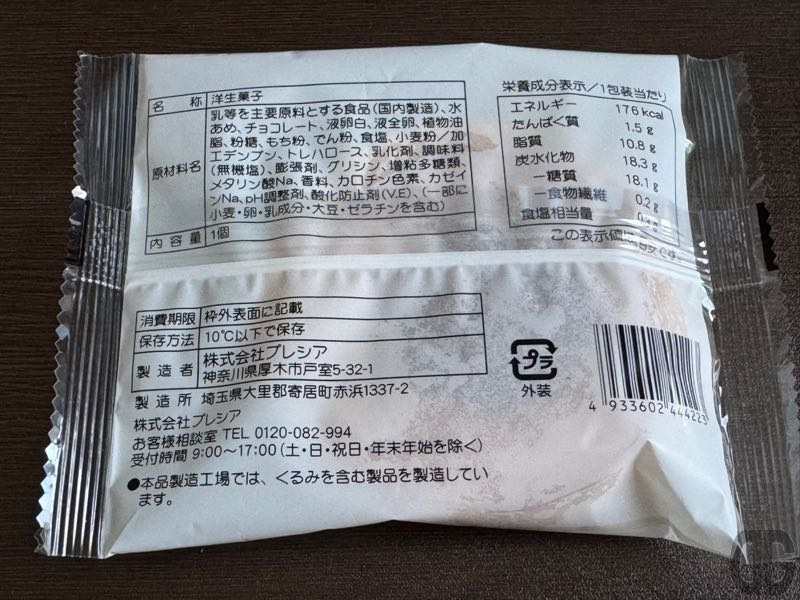 名称 洋生菓子
原材料名 乳等を主要原料とする食品(国内製造)、水
あめ、チョコレート、液卵白、液全卵、植物油
脂、粉糖、もち粉、でん粉、食塩、小麦粉/加
工デンプン、トレハロース、乳化剤、調味料
(無機塩)、膨張剤、グリシン、増粘多糖類、
メタリン酸Na、香料、カロチン色素、カゼイ
ンNa、pH調整剤、酸化防止剤(V.E)、(一部に
小麦・卵・乳成分・大豆・ゼラチンを含む)
内容量 1個
栄養成分表示/1包装当たり
エネルギー 176 kcal
たんぱく質 1.5 g
脂質 10.8 g
炭水化物 18.3 g
―糖質 18.1 g
―食物繊維 0.2 g
食塩相当量
この表示値は、目安です。
消費期限 枠外表面に記載
保存方法 10℃以下で保存
製造者 株式会社プレシア
神奈川県厚木市戸室5-32-1
製造所 埼玉県大里郡寄居町赤浜1337-2
株式会社プレシア
お客様相談室 TEL 0120-082-994
受付時間 9:00~17:00(土・日・祝日・年末年始を除く)
●本品製造工場では、くるみを含む製品を製造してい
ます。
プラ
外装
4 933602 444223